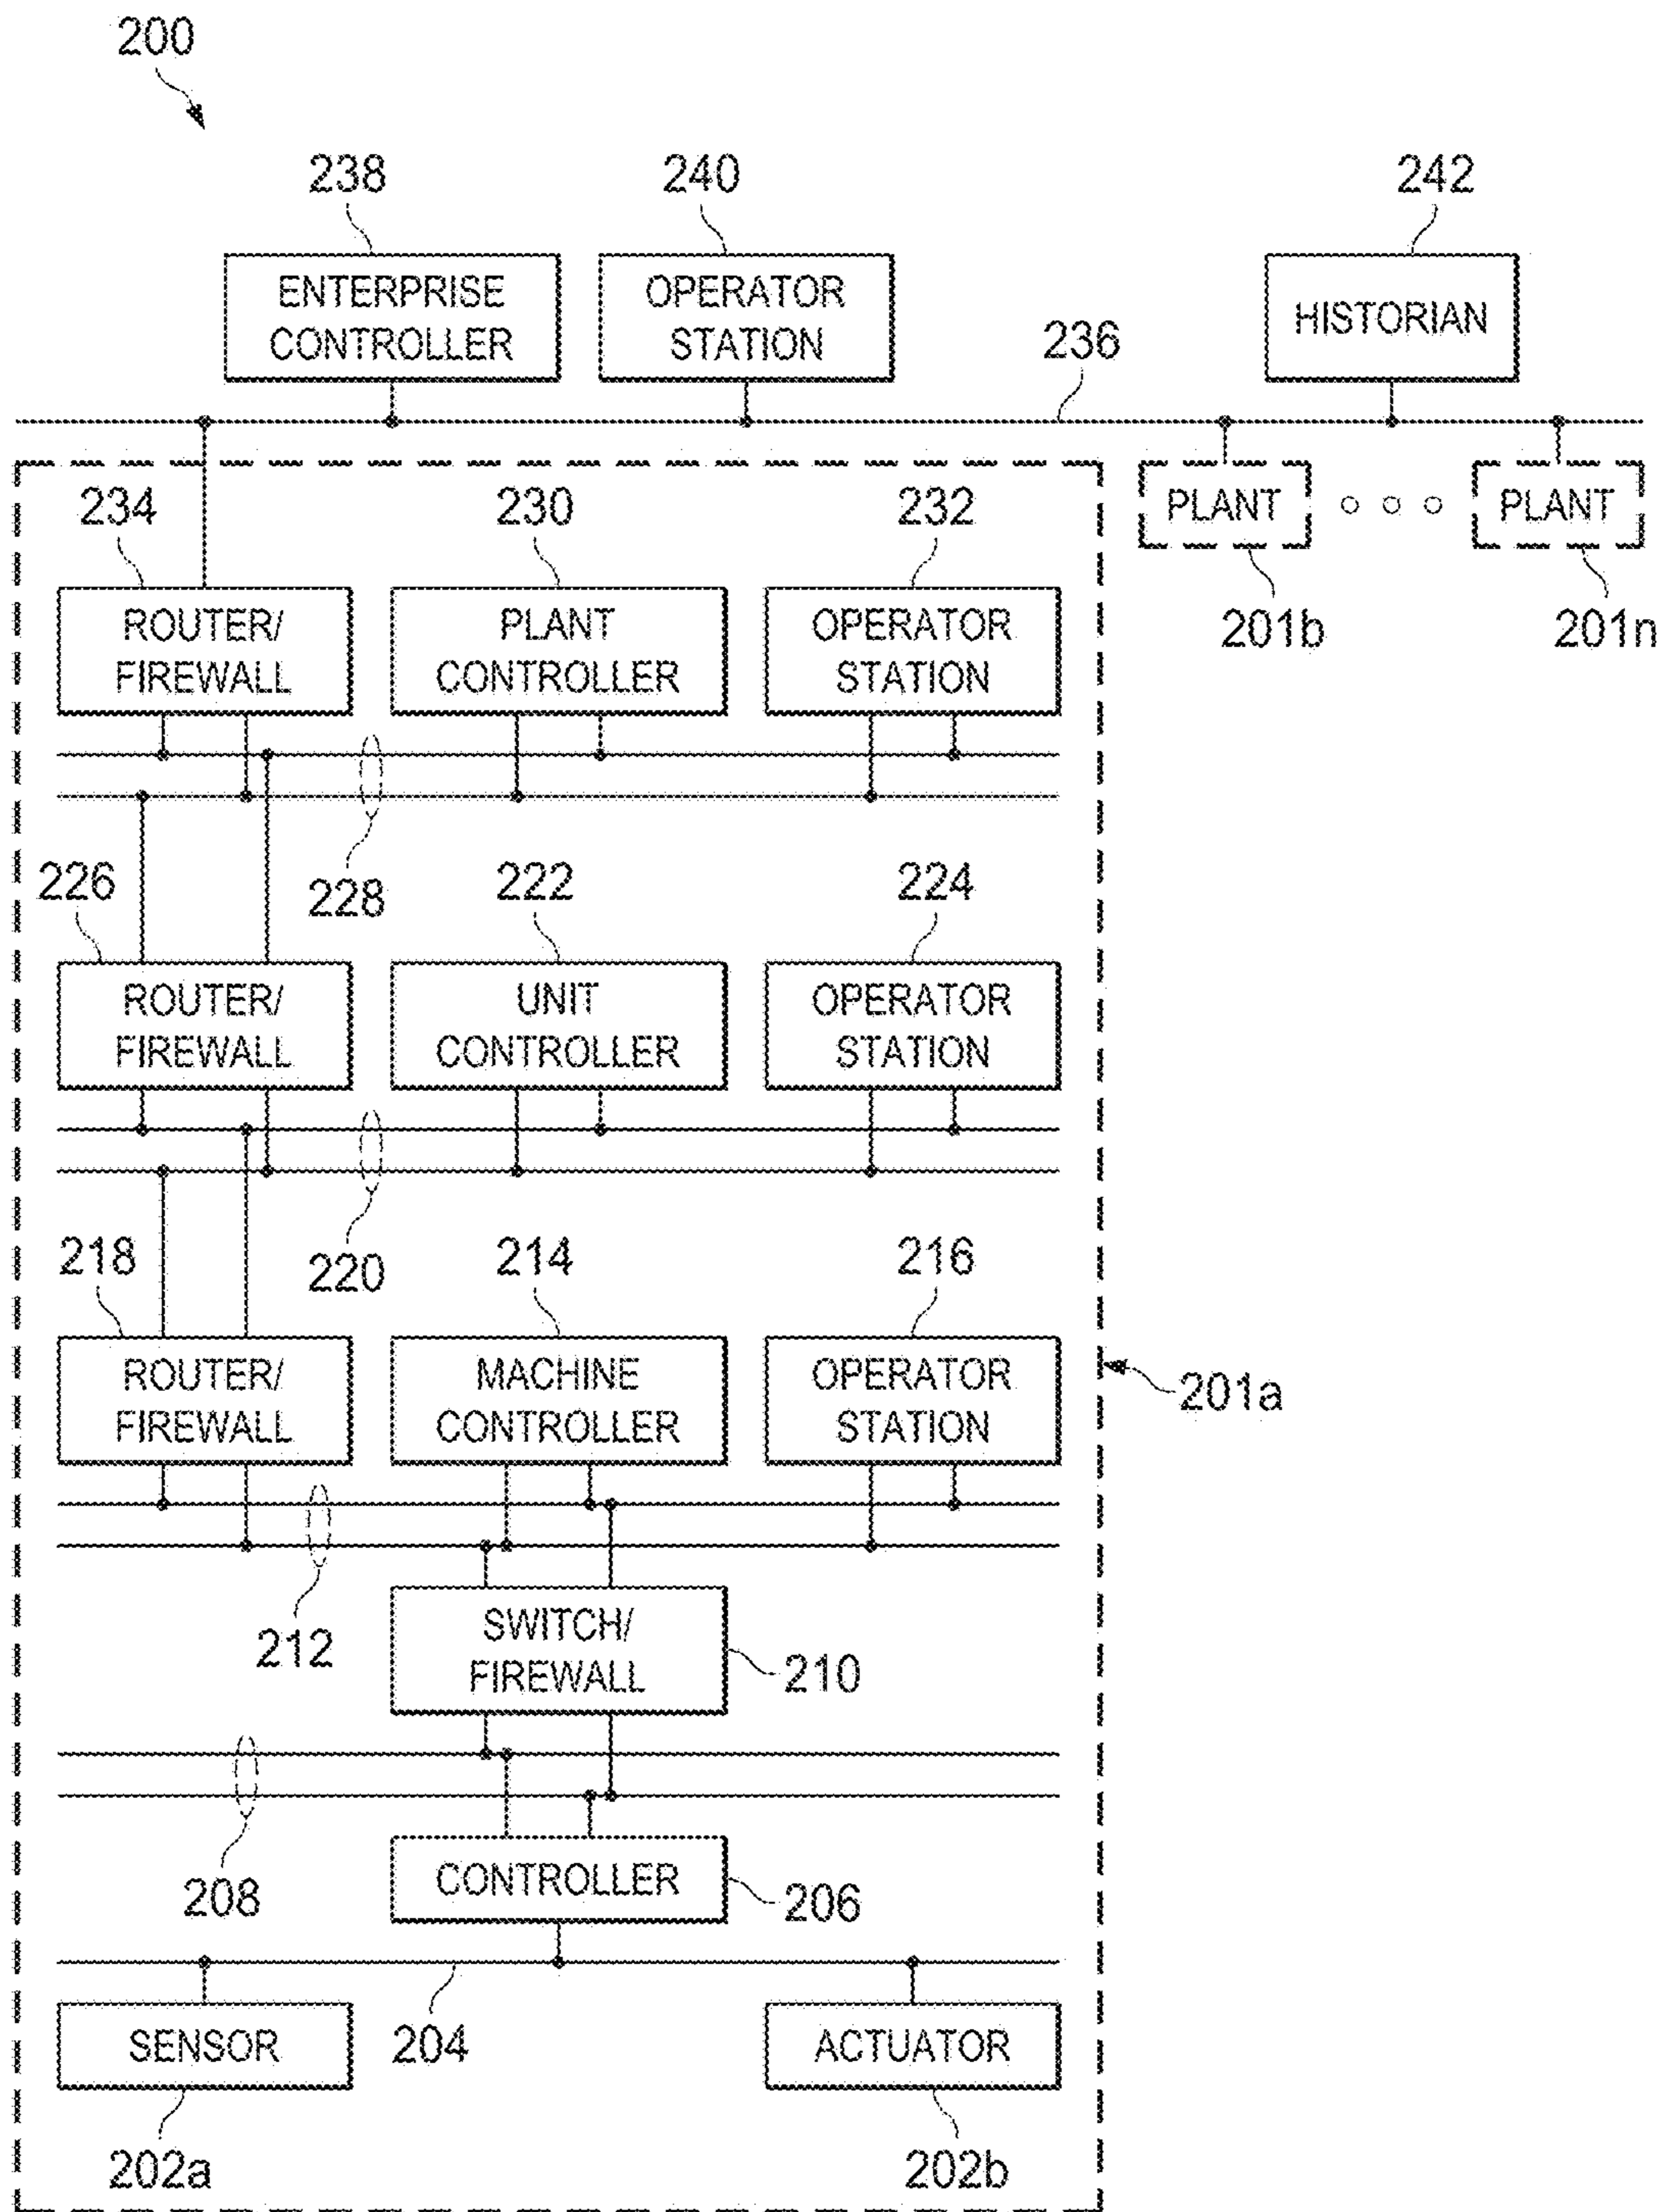 200
238
240
242
ENTERPRISE
CONTROLLER
OPERATOR
STATION
HISTORIAN
236
234
230
232
PLANT
PLANT
201b
201n
ROUTER/
FIREWALL
PLANT
CONTROLLER
OPERATOR
STATION
228
226
222
224
ROUTER/
FIREWALL
UNIT
CONTROLLER
OPERATOR
STATION
220
218
214
216
ROUTER/
FIREWALL
MACHINE
CONTROLLER
OPERATOR
STATION
201a
212
SWITCH/
FIREWALL
210
208
CONTROLLER
206
204
SENSOR
ACTUATOR
202a
202b